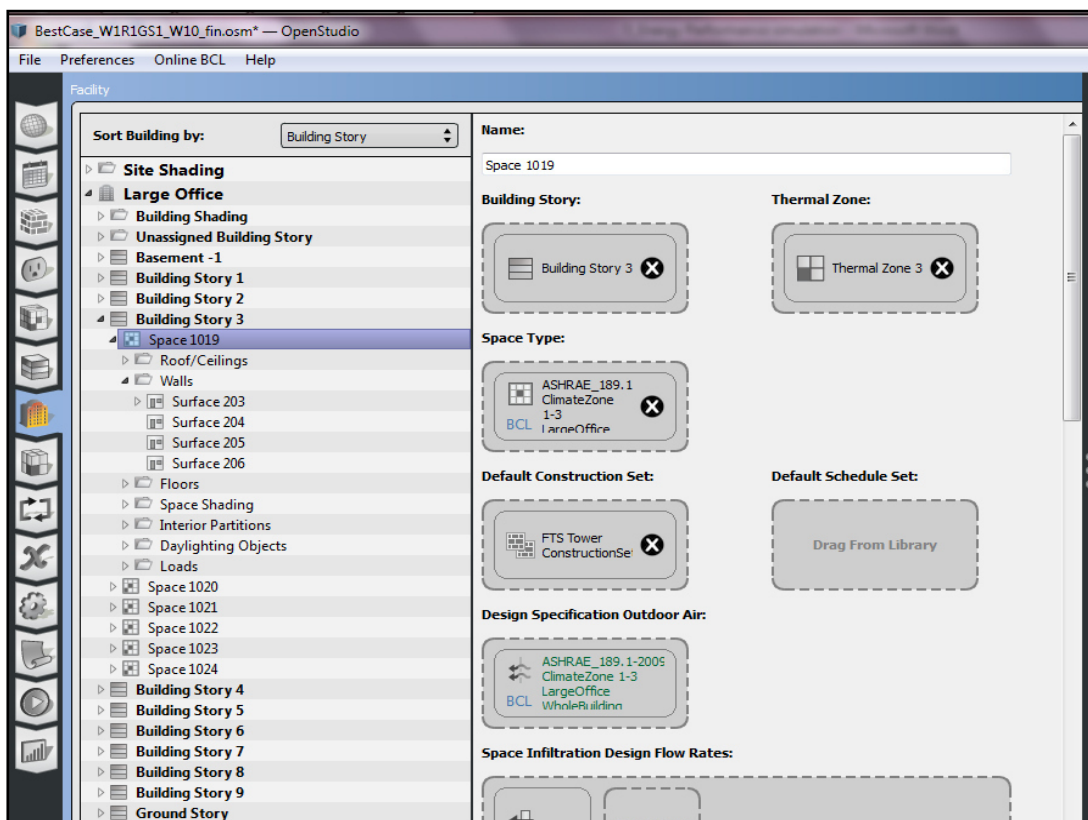 BestCase_W1R1GS1_W10_fin.osm* — OpenStudio
File Preferences Online BCL Help
Facility
Sort Building by: Building Story
Site Shading
Large Office
Building Shading
Unassigned Building Story
Basement -1
Building Story 1
Building Story 2
Building Story 3
Space 1019
Roof/Ceilings
Walls
Surface 203
Surface 204
Surface 205
Surface 206
Floors
Space Shading
Interior Partitions
Daylighting Objects
Loads
Space 1020
Space 1021
Space 1022
Space 1023
Space 1024
Building Story 4
Building Story 5
Building Story 6
Building Story 7
Building Story 8
Building Story 9
Ground Story
Name:
Space 1019
Building Story: Thermal Zone:
Building Story 3 Thermal Zone 3
Space Type:
ASHRAE_189.1
ClimateZone
1-3
BCL LargeOffice
Default Construction Set: Default Schedule Set:
FTS Tower
ConstructionSe
Drag From Library
Design Specification Outdoor Air:
ASHRAE_189.1-2009
ClimateZone 1-3
LargeOffice
BCL WholeBuilding
Space Infiltration Design Flow Rates: